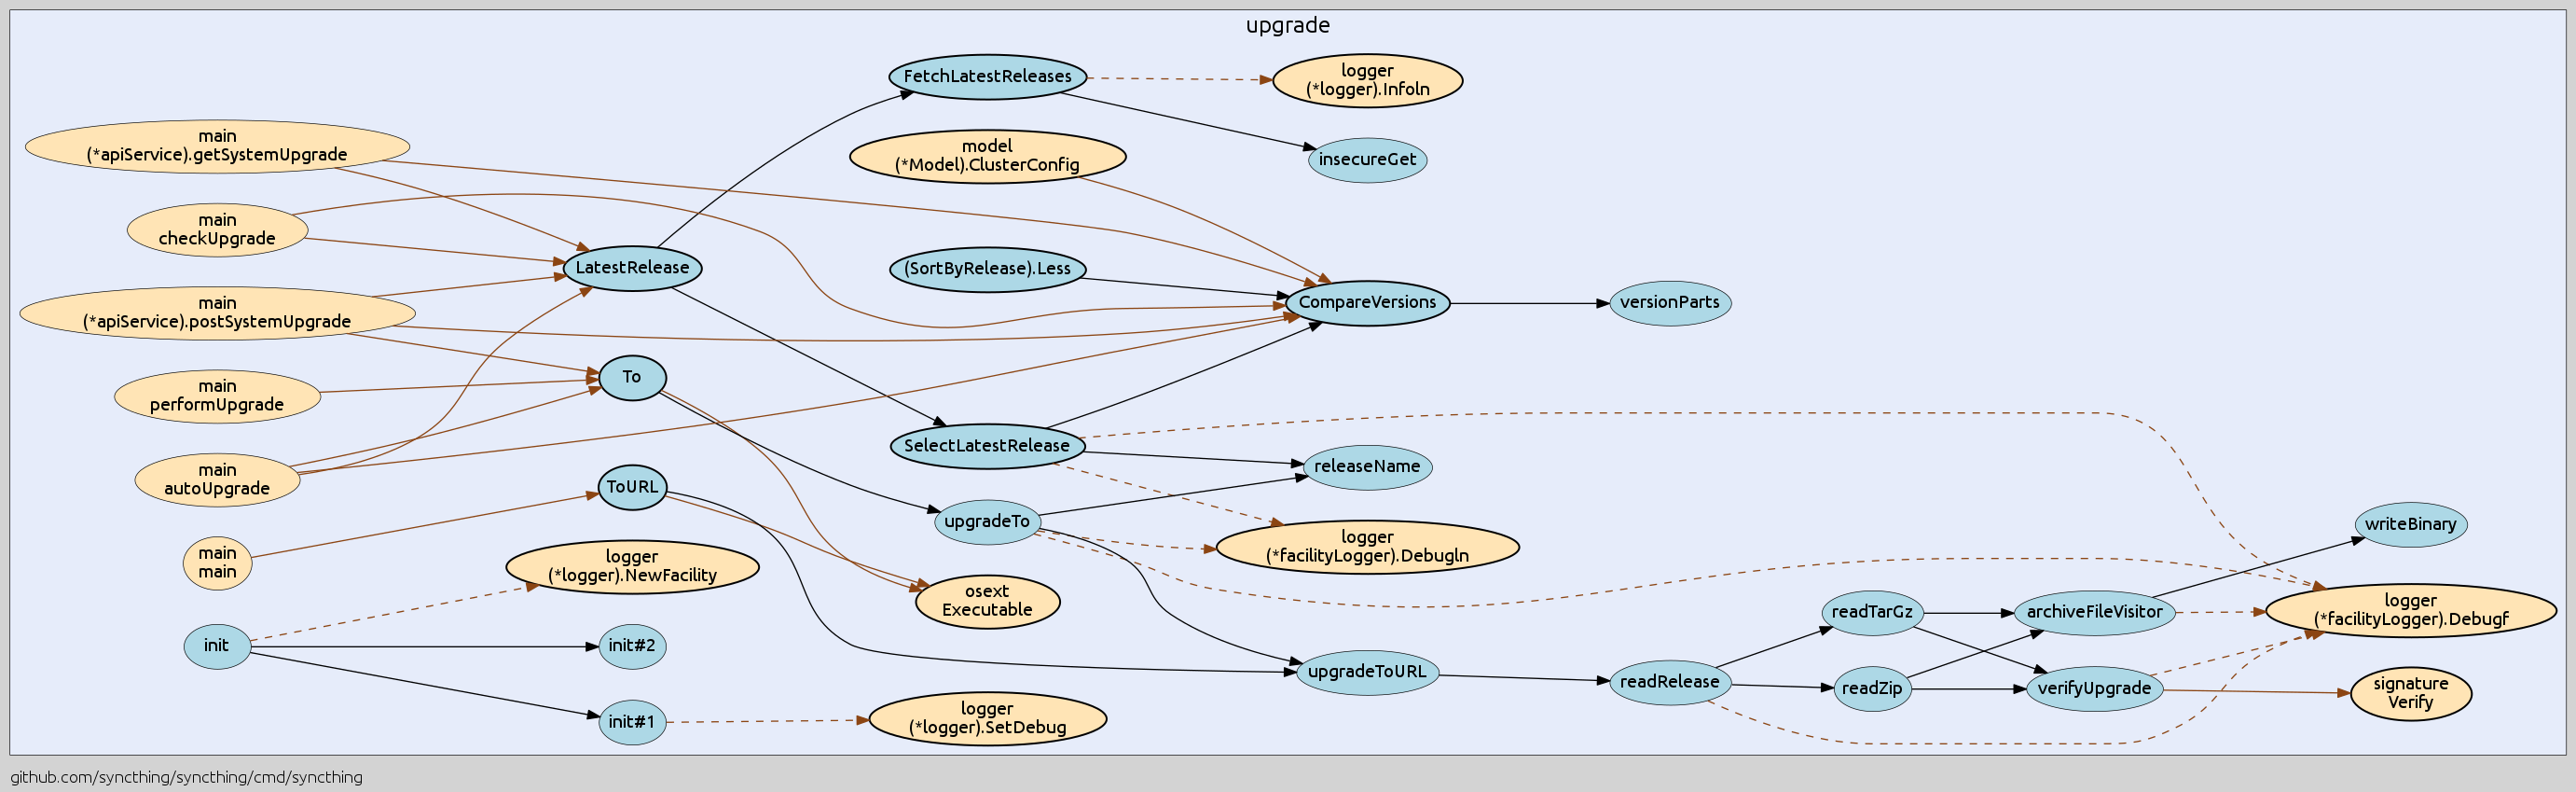 upgrade
main
(*apiService).getSystemUpgrade
main
checkUpgrade
main
(*apiService).postSystemUpgrade
main
performUpgrade
main
autoUpgrade
main
main
init
LatestRelease
To
ToURL
logger
(*logger).NewFacility
init#2
init#1
FetchLatestReleases
model
(*Model).ClusterConfig
(SortByRelease).Less
SelectLatestRelease
upgradeTo
osext
Executable
logger
(*logger).SetDebug
logger
(*logger).Infoln
insecureGet
CompareVersions
releaseName
logger
(*facilityLogger).Debugln
upgradeToURL
versionParts
readRelease
readTarGz
readZip
archiveFileVisitor
verifyUpgrade
writeBinary
logger
(*facilityLogger).Debugf
signature
Verify
github.com/syncthing/syncthing/cmd/syncthing